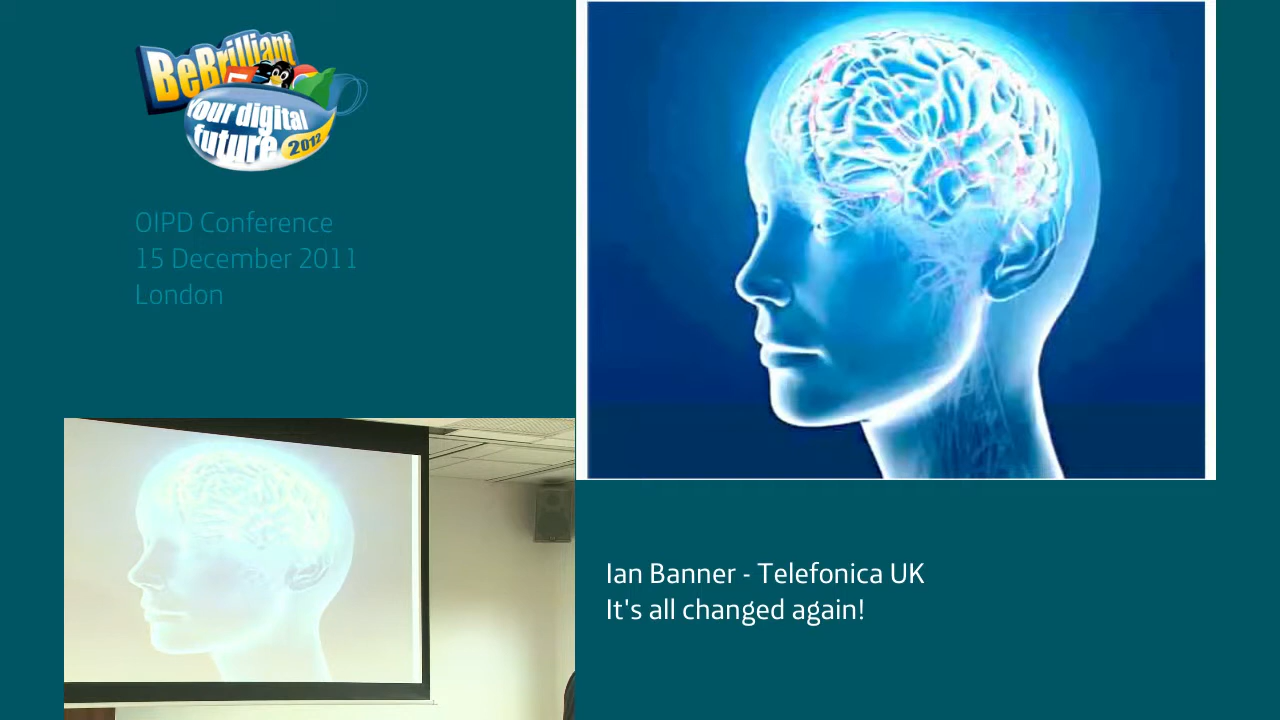 BeBrilliant
Your digital
future
2012
OIPD Conference
15 December 2011
London
Ian Banner - Telefonica UK
It's all changed again!